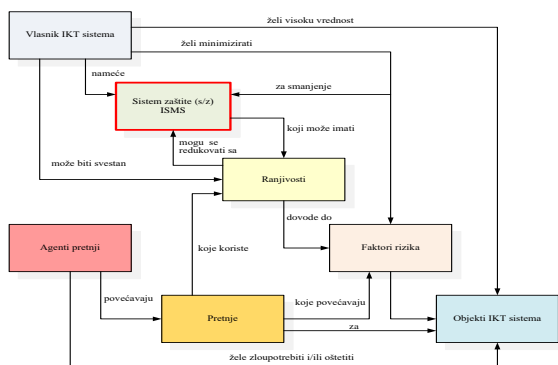 želi visoku vrednost
Vlasnik IKT sistema
želi minimizirati
nameće
za smanjenje
Sistem zaštite (s/z)
ISMS
koji može imati
mogu se
redukovati sa
može biti svestan
Ranjivosti
dovode do
koje koriste
Agenti pretnji
Faktori rizika
povećavaju
koje povećavaju
Pretnje
za
Objekti IKT sistema
žele zloupotrebiti i/ili oštetiti